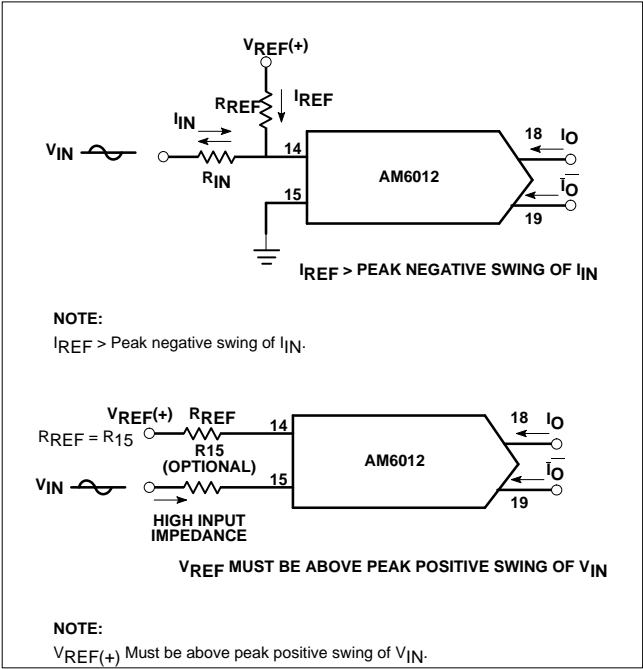 VREF(+)
RREF
IREF
IIN
VIN
RIN
14
15
AM6012
18
IO
IO
19
IREF > PEAK NEGATIVE SWING OF IIN
NOTE:
IREF > Peak negative swing of IIN.
VREF(+)
RREF
RREF = R15
14
R15
(OPTIONAL)
15
VIN
HIGH INPUT
IMPEDANCE
AM6012
18
IO
IO
19
VREF MUST BE ABOVE PEAK POSITIVE SWING OF VIN
NOTE:
VREF(+) Must be above peak positive swing of VIN.